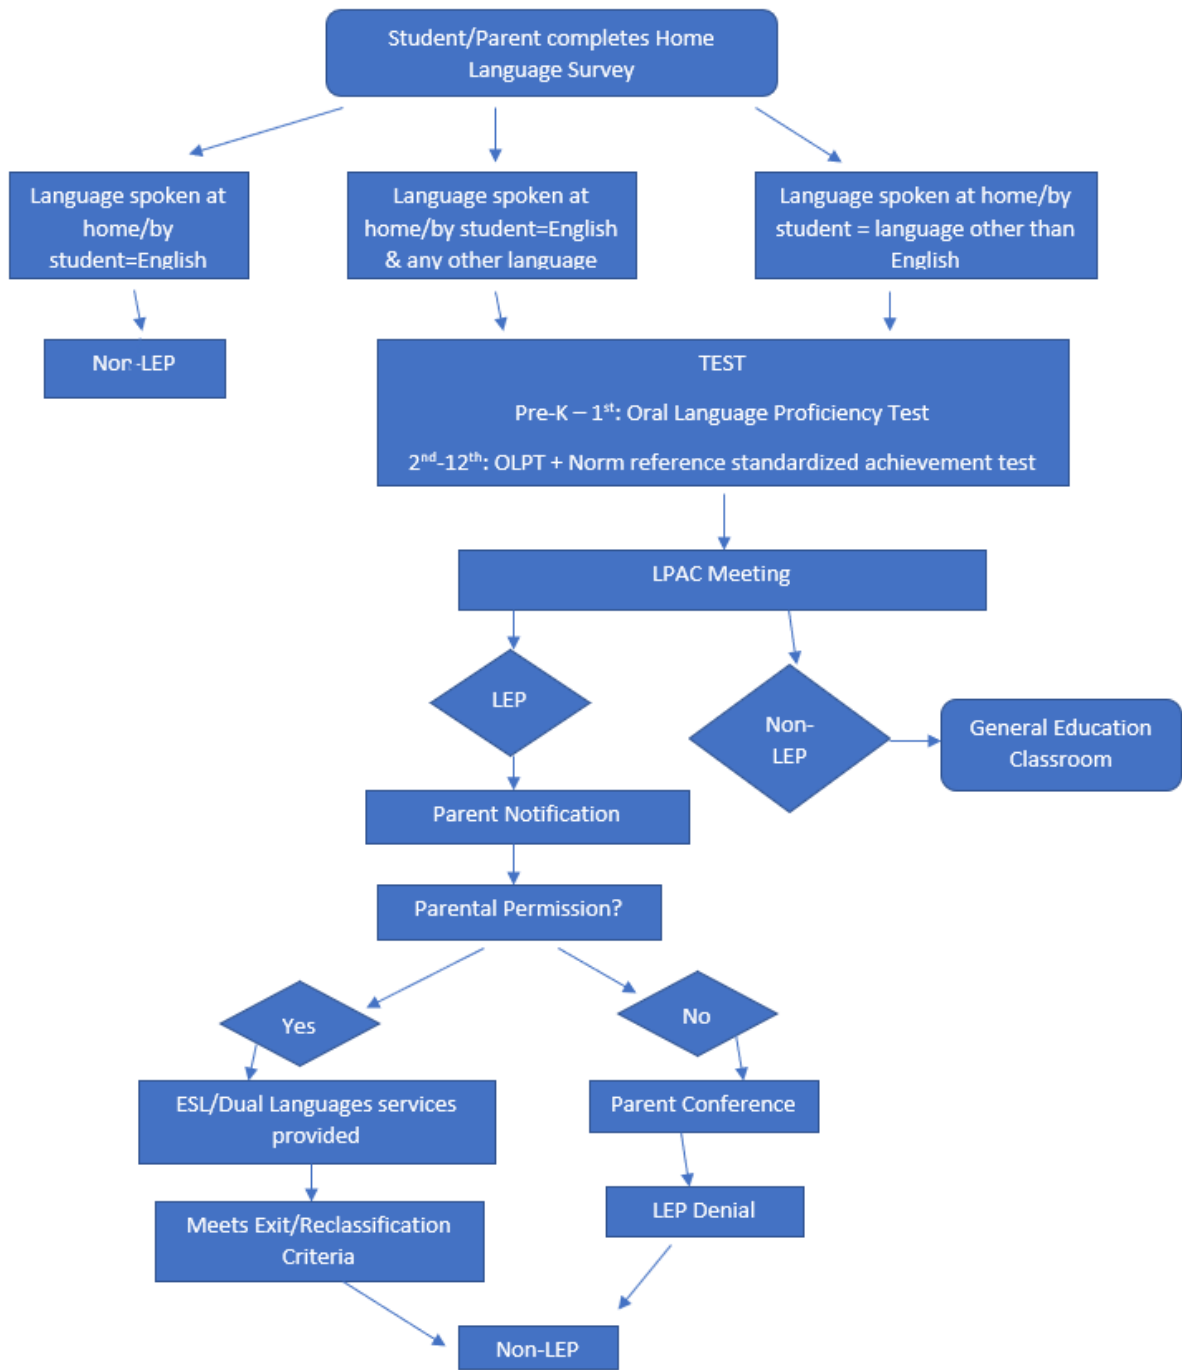 Student/Parent completes Home
Language Survey
Language spoken at
home/by
student=English
Language spoken at
home/by student=English
& any other language
Language spoken at home/by
student = language other than
English
Non-LEP
TEST
Pre-K – 1st: Oral Language Proficiency Test
2nd-12th: OLPT + Norm reference standardized achievement test
LPAC Meeting
LEP
Non-
LEP
General Education
Classroom
Parent Notification
Parental Permission?
Yes
No
ESL/Dual Languages services
provided
Parent Conference
Meets Exit/Reclassification
Criteria
LEP Denial
Non-LEP